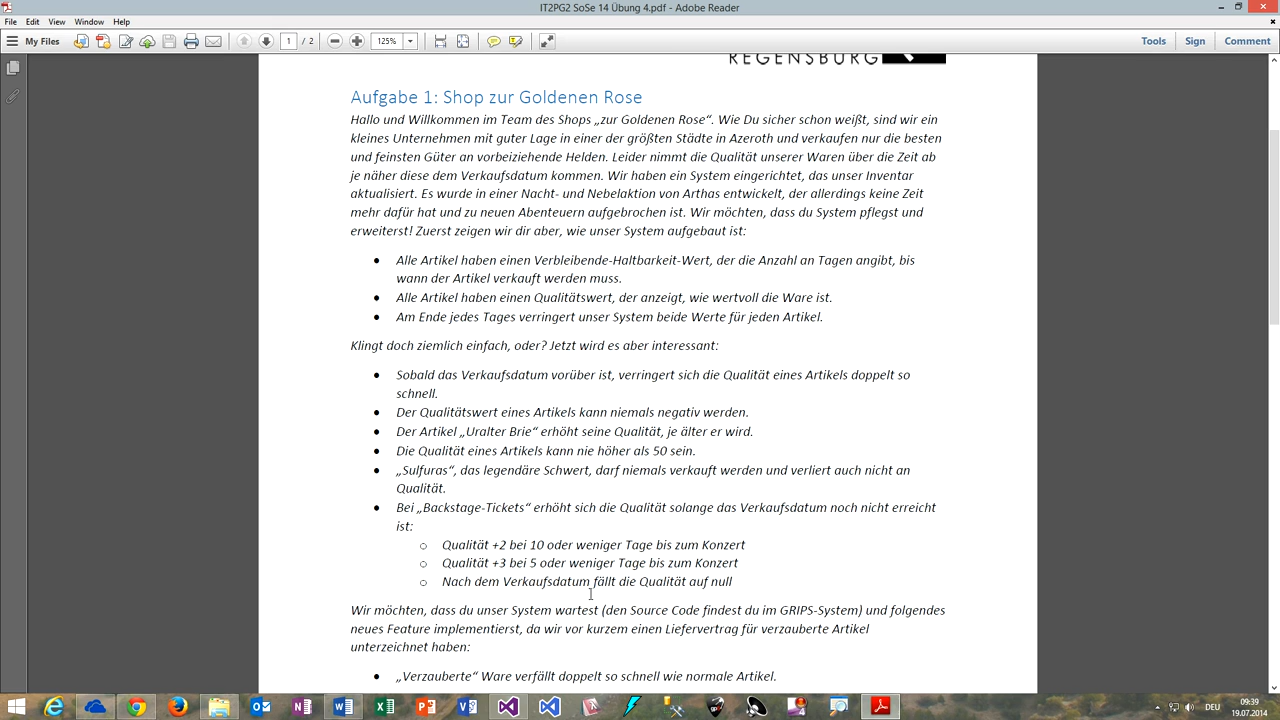 IT2PG2 SoSe 14 Übung 4.pdf - Adobe Reader
File Edit View Window Help
My Files 1 / 2 125% Tools Sign Comment
REGENSBURG
Aufgabe 1: Shop zur Goldenen Rose
Hallo und Willkommen im Team des Shops „zur Goldenen Rose“. Wie Du sicher schon weißt, sind wir ein
kleines Unternehmen mit guter Lage in einer der größten Städte in Azeroth und verkaufen nur die besten
und feinsten Güter an vorbeiziehende Helden. Leider nimmt die Qualität unserer Waren über die Zeit ab
je näher diese dem Verkaufsdatum kommen. Wir haben ein System eingerichtet, das unser Inventar
aktualisiert. Es wurde in einer Nacht- und Nebelaktion von Arthas entwickelt, der allerdings keine Zeit
mehr dafür hat und zu neuen Abenteuern aufgebrochen ist. Wir möchten, dass du System pflegst und
erweiterst! Zuerst zeigen wir dir aber, wie unser System aufgebaut ist:
• Alle Artikel haben einen Verbleibende-Haltbarkeit-Wert, der die Anzahl an Tagen angibt, bis
wann der Artikel verkauft werden muss.
• Alle Artikel haben einen Qualitätswert, der anzeigt, wie wertvoll die Ware ist.
• Am Ende jedes Tages verringert unser System beide Werte für jeden Artikel.
Klingt doch ziemlich einfach, oder? Jetzt wird es aber interessant:
• Sobald das Verkaufsdatum vorüber ist, verringert sich die Qualität eines Artikels doppelt so
schnell.
• Der Qualitätswert eines Artikels kann niemals negativ werden.
• Der Artikel „Uralter Brie“ erhöht seine Qualität, je älter er wird.
• Die Qualität eines Artikels kann nie höher als 50 sein.
• „Sulfuras“, das legendäre Schwert, darf niemals verkauft werden und verliert auch nicht an
Qualität.
• Bei „Backstage-Tickets“ erhöht sich die Qualität solange das Verkaufsdatum noch nicht erreicht
ist:
o Qualität +2 bei 10 oder weniger Tage bis zum Konzert
o Qualität +3 bei 5 oder weniger Tage bis zum Konzert
o Nach dem Verkaufsdatum fällt die Qualität auf null
Wir möchten, dass du unser System wartest (den Source Code findest du im GRIPS-System) und folgendes
neues Feature implementierst, da wir vor kurzem einen Liefervertrag für verzauberte Artikel
unterzeichnet haben:
• „Verzauberte“ Ware verfällt doppelt so schnell wie normale Artikel.
DEU
09:39
19.07.2014